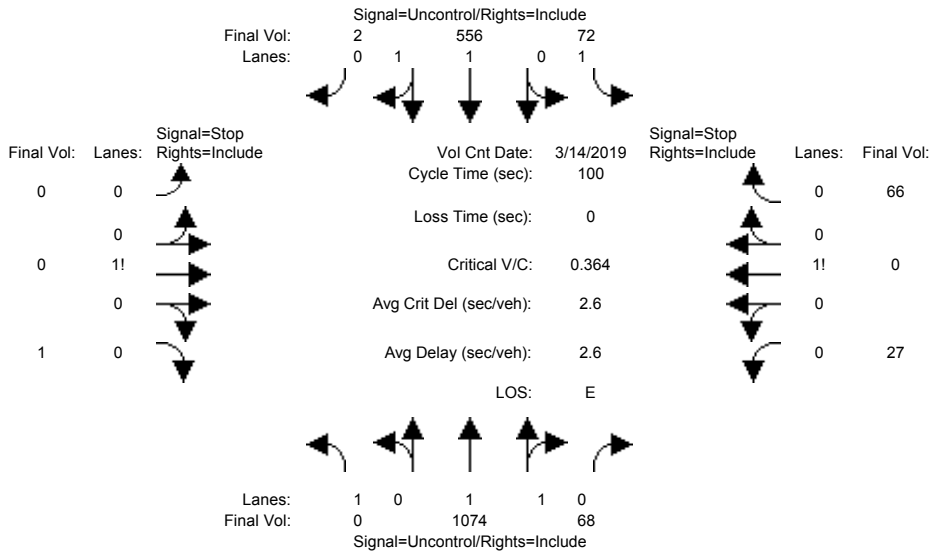 Signal=Uncontrol/Rights=Include
Final Vol: 2 556 72
Lanes: 0 1 1 0 1
Signal=Stop Signal=Stop
Final Vol: Lanes: Rights=Include Vol Cnt Date: 3/14/2019 Rights=Include Lanes: Final Vol:
Cycle Time (sec): 100
0 0 0 66
Loss Time (sec): 0
0 0
0 1! Critical V/C: 0.364 1! 0
0 Avg Crit Del (sec/veh): 2.6 0
1 0 Avg Delay (sec/veh): 2.6 0 27
LOS: E
Lanes: 1 0 1 1 0
Final Vol: 0 1074 68
Signal=Uncontrol/Rights=Include